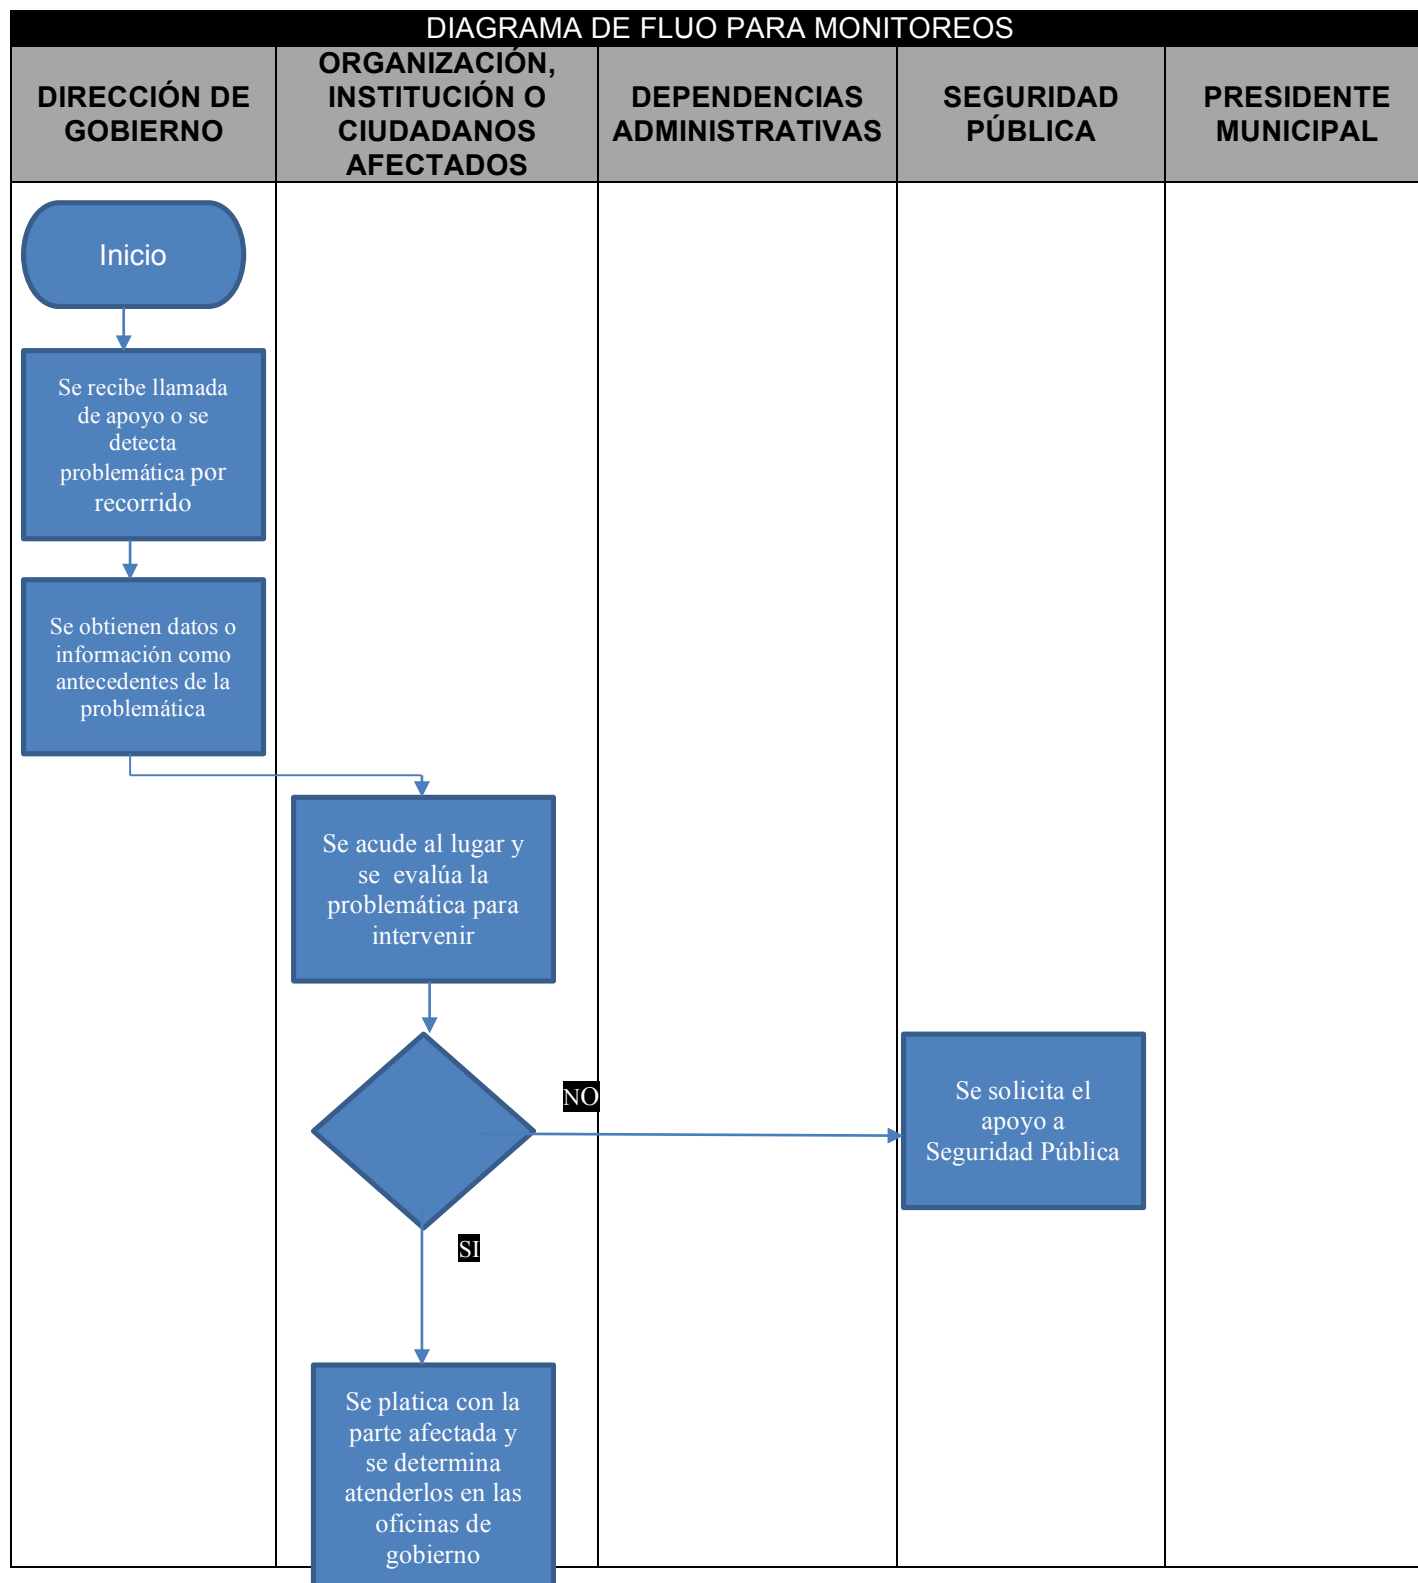 DIAGRAMA DE FLUO PARA MONITOREOS
DIRECCIÓN DE
GOBIERNO
ORGANIZACIÓN,
INSTITUCIÓN O
CIUDADANOS
AFECTADOS
DEPENDENCIAS
ADMINISTRATIVAS
SEGURIDAD
PÚBLICA
PRESIDENTE
MUNICIPAL
Inicio
Se recibe llamada
de apoyo o se
detecta
problemática por
recorrido
Se obtienen datos o
información como
antecedentes de la
problemática
Se acude al lugar y
se evalúa la
problemática para
intervenir
NO
Se solicita el
apoyo a
Seguridad Pública
SI
Se platica con la
parte afectada y
se determina
atenderlos en las
oficinas de
gobierno